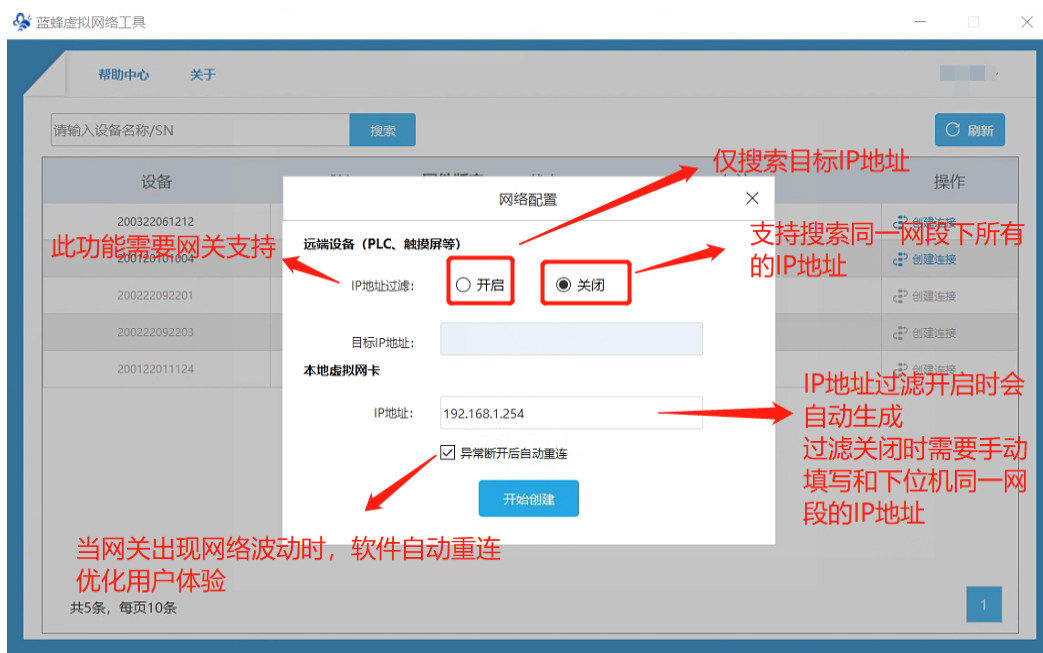 蓝蜂虚拟网络工具
帮助中心 关于
请输入设备名称/SN 搜索 刷新
仅搜索目标IP地址
设备 操作
网络配置
200322061212 创建连接
支持搜索同一网段下所有
的IP地址
此功能需要网关支持
远端设备（PLC、触摸屏等）
200120101004 创建连接
IP地址过滤： 开启 关闭
200222092201 创建连接
200222092203 创建连接
目标IP地址：
200122011124 创建连接
本地虚拟网卡
IP地址过滤开启时会
自动生成
过滤关闭时需要手动
填写和下位机同一网
段的IP地址
IP地址： 192.168.1.254
异常断开后自动重连
开始创建
当网关出现网络波动时，软件自动重连
优化用户体验
共5条，每页10条 1